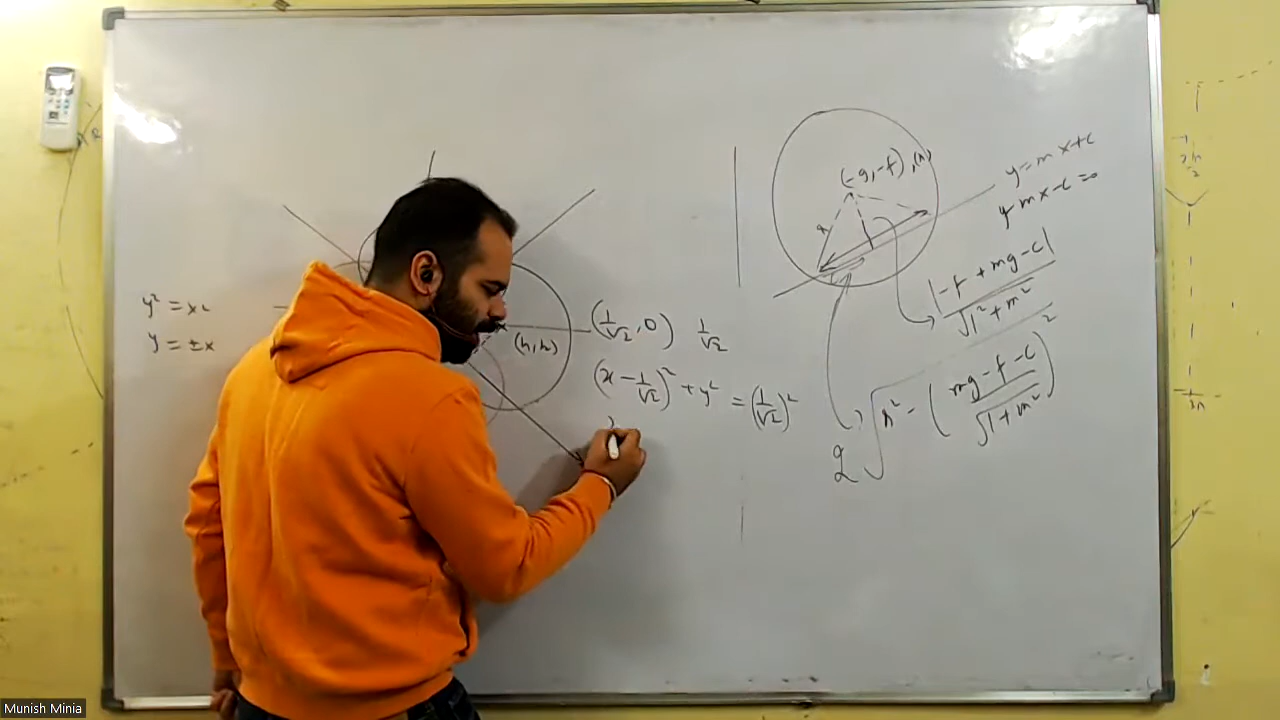 y² = x²
y = ±x
(h, k)
(1/√2, 0) 1/√2
(x - 1/√2)² + y² = (1/√2)²
(-g, -f), (r)
y = mx + c
y - mx - c = 0
r
|-f + mg - c|
√1² + m²
2 √r² - (mg - f - c / √1 + m²)²
Munish Minia